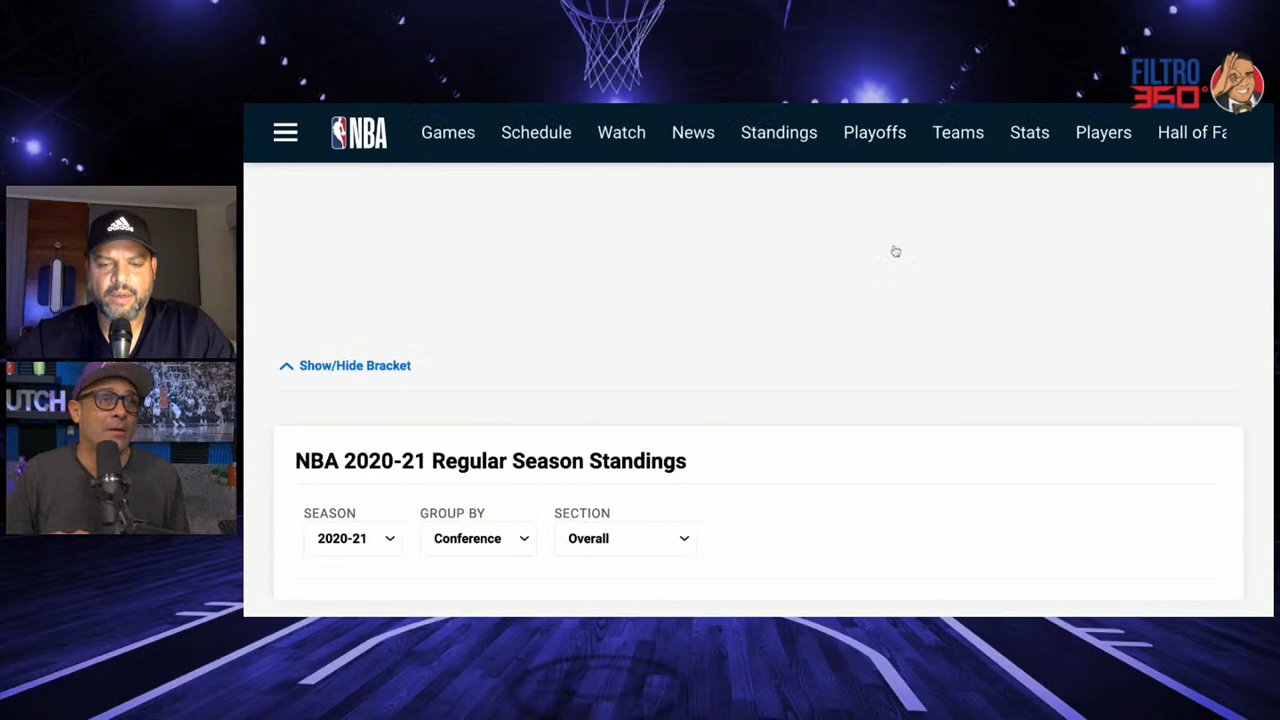 FILTRO
360°
NBA
Games Schedule Watch News Standings Playoffs Teams Stats Players Hall of Fa
adidas
UTCH
Show/Hide Bracket
NBA 2020-21 Regular Season Standings
SEASON GROUP BY SECTION
2020-21 Conference Overall